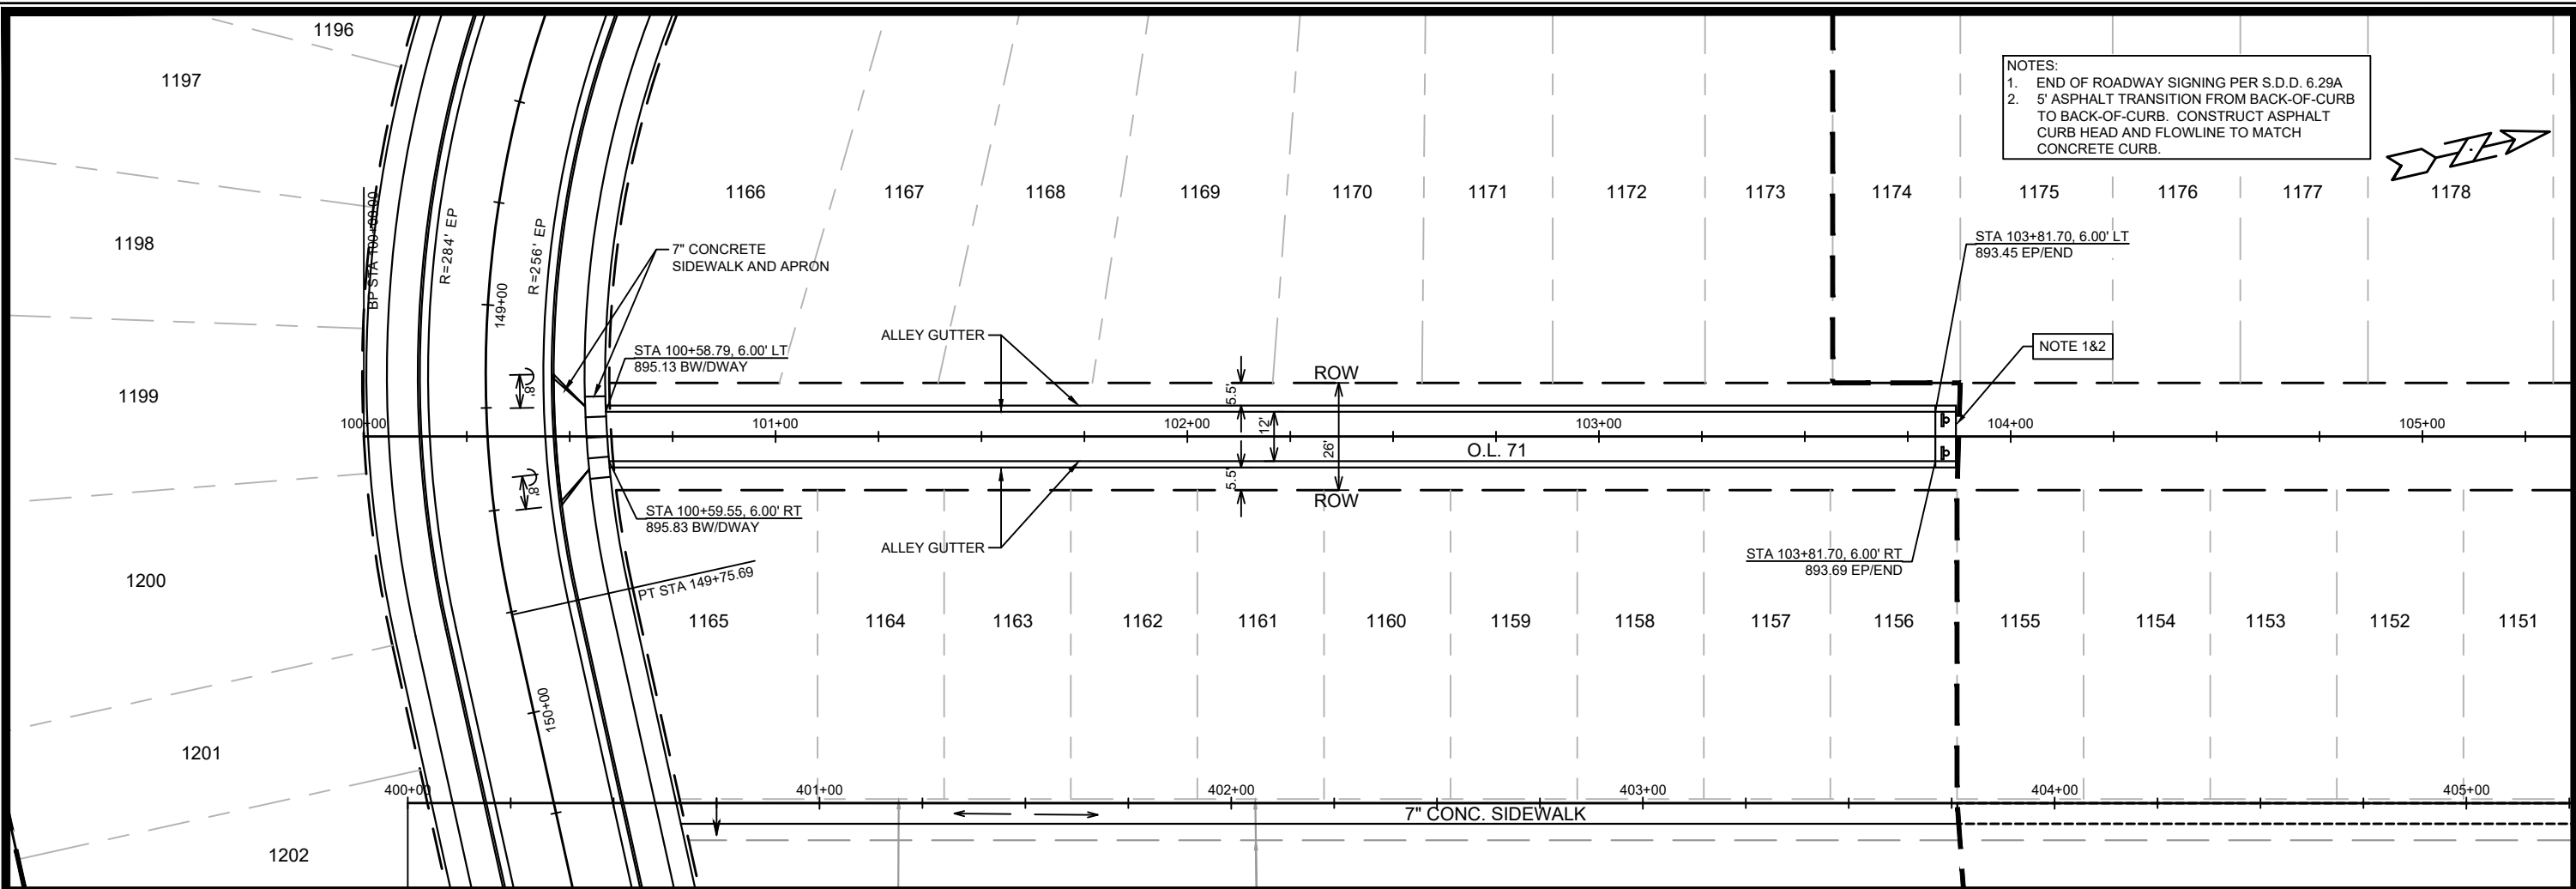 1196
1197
NOTES:
1. END OF ROADWAY SIGNING PER S.D.D. 6.29A
2. 5' ASPHALT TRANSITION FROM BACK-OF-CURB
TO BACK-OF-CURB. CONSTRUCT ASPHALT
CURB HEAD AND FLOWLINE TO MATCH
CONCRETE CURB.
Z
1166
1167
1168
1169
1170
1171
1172
1173
1174
1175
1176
1177
1178
1198
BP STA 100+00.00
R=284' EP
R=256' EP
149+00
7" CONCRETE
SIDEWALK AND APRON
STA 103+81.70, 6.00' LT
893.45 EP/END
ALLEY GUTTER
NOTE 1&2
STA 100+58.79, 6.00' LT
895.13 BW/DWAY
ROW
1199
8'
5.5'
100+00
101+00
102+00
12'
103+00
104+00
105+00
26'
O.L. 71
8'
5.5'
ROW
STA 100+59.55, 6.00' RT
895.83 BW/DWAY
ALLEY GUTTER
STA 103+81.70, 6.00' RT
893.69 EP/END
1200
PT STA 149+75.69
1165
1164
1163
1162
1161
1160
1159
1158
1157
1156
1155
1154
1153
1152
1151
150+00
1201
400+00
401+00
402+00
403+00
404+00
405+00
7" CONC. SIDEWALK
1202